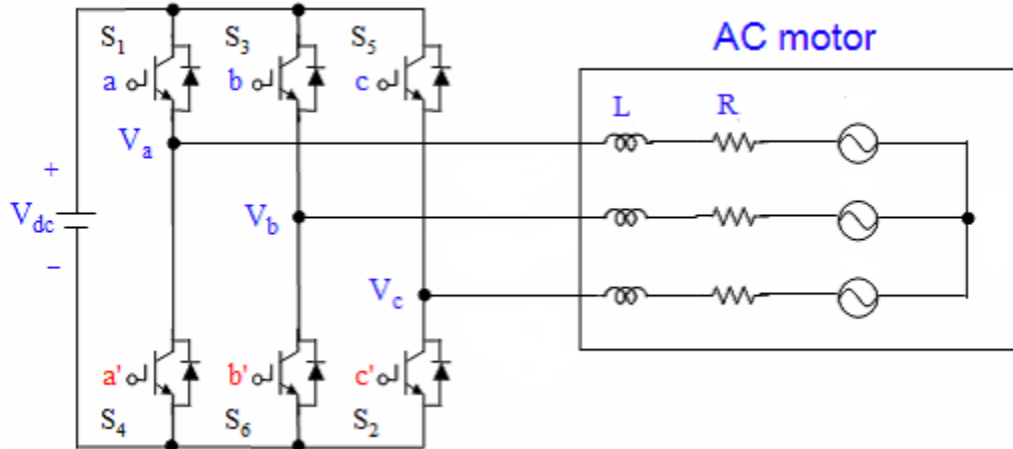 AC motor
S1 S3 S5
a b c
L R
Va
+
Vdc
Vb
−
Vc
a' b' c'
S4 S6 S2